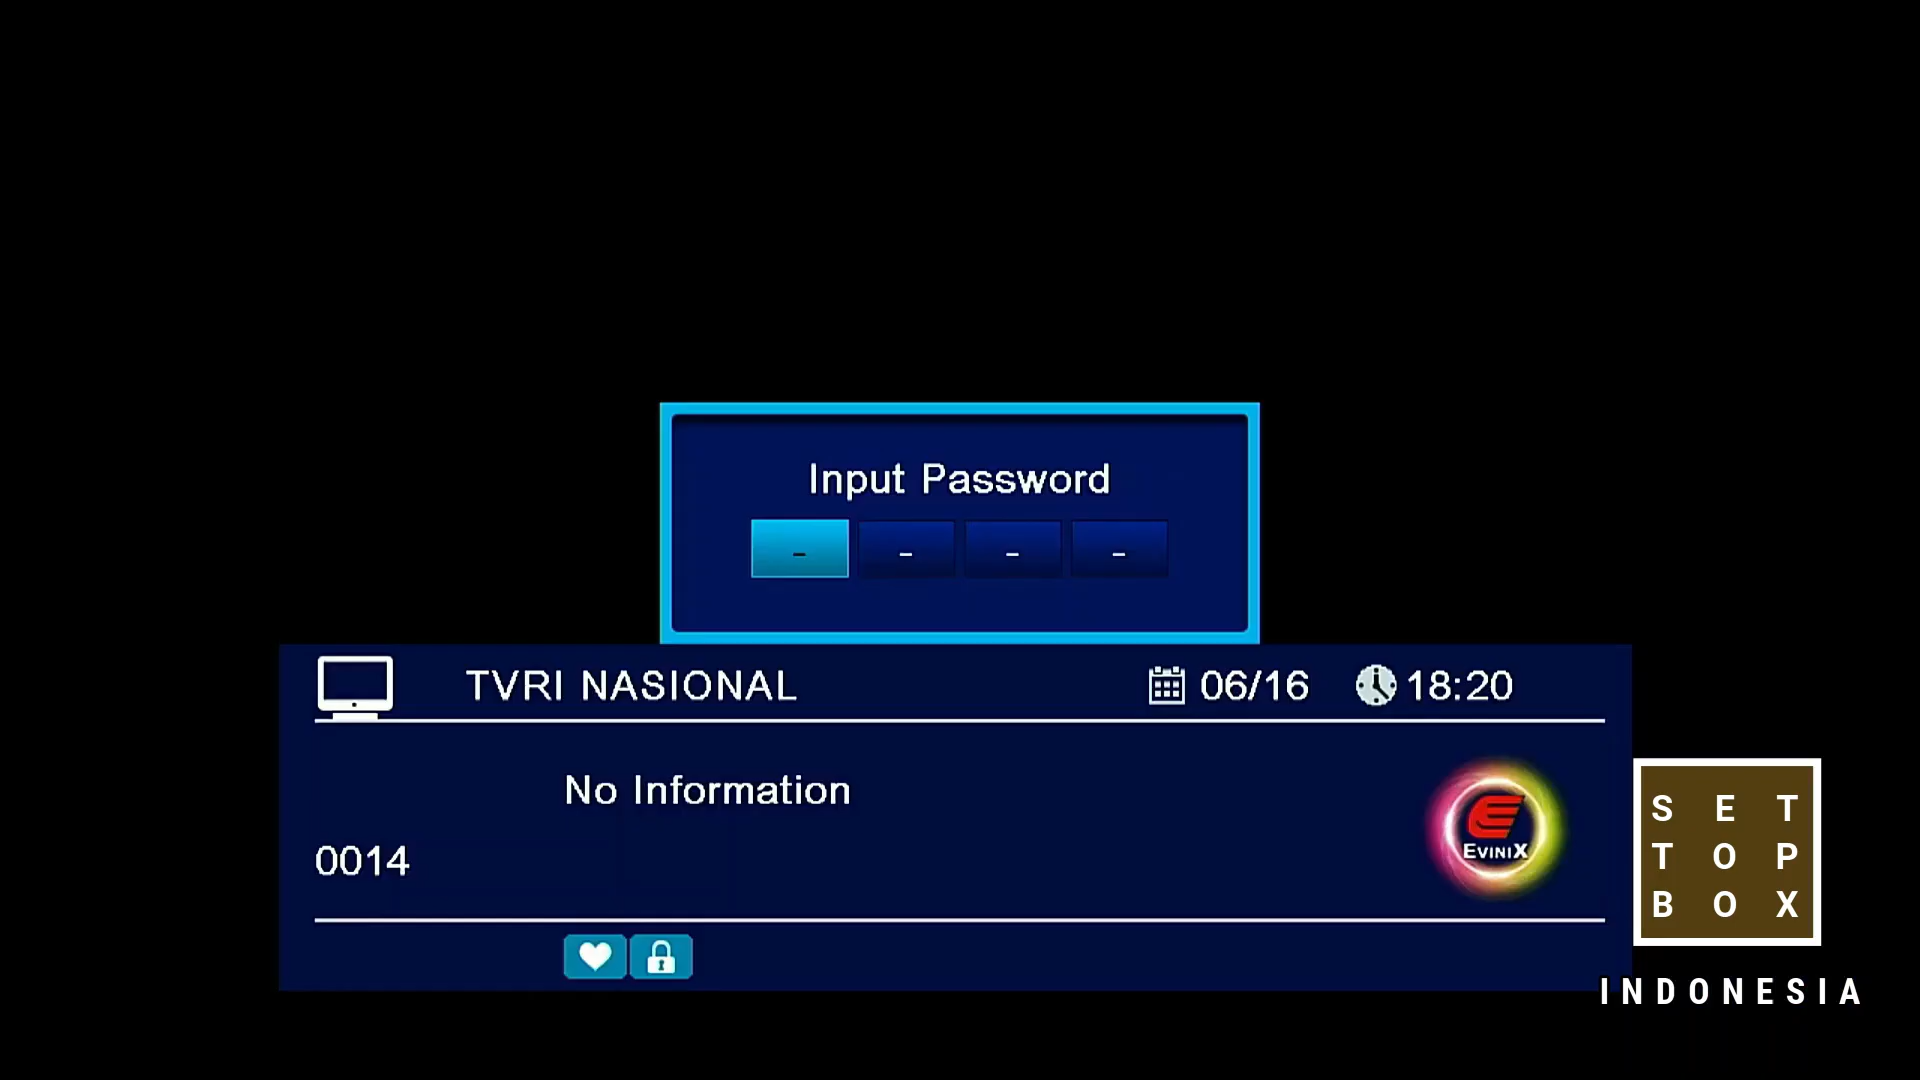 Input Password
- - - -
TVRI NASIONAL
06/16 18:20
No Information
0014
EVINIX
S E T
T O P
B O X
INDONESIA